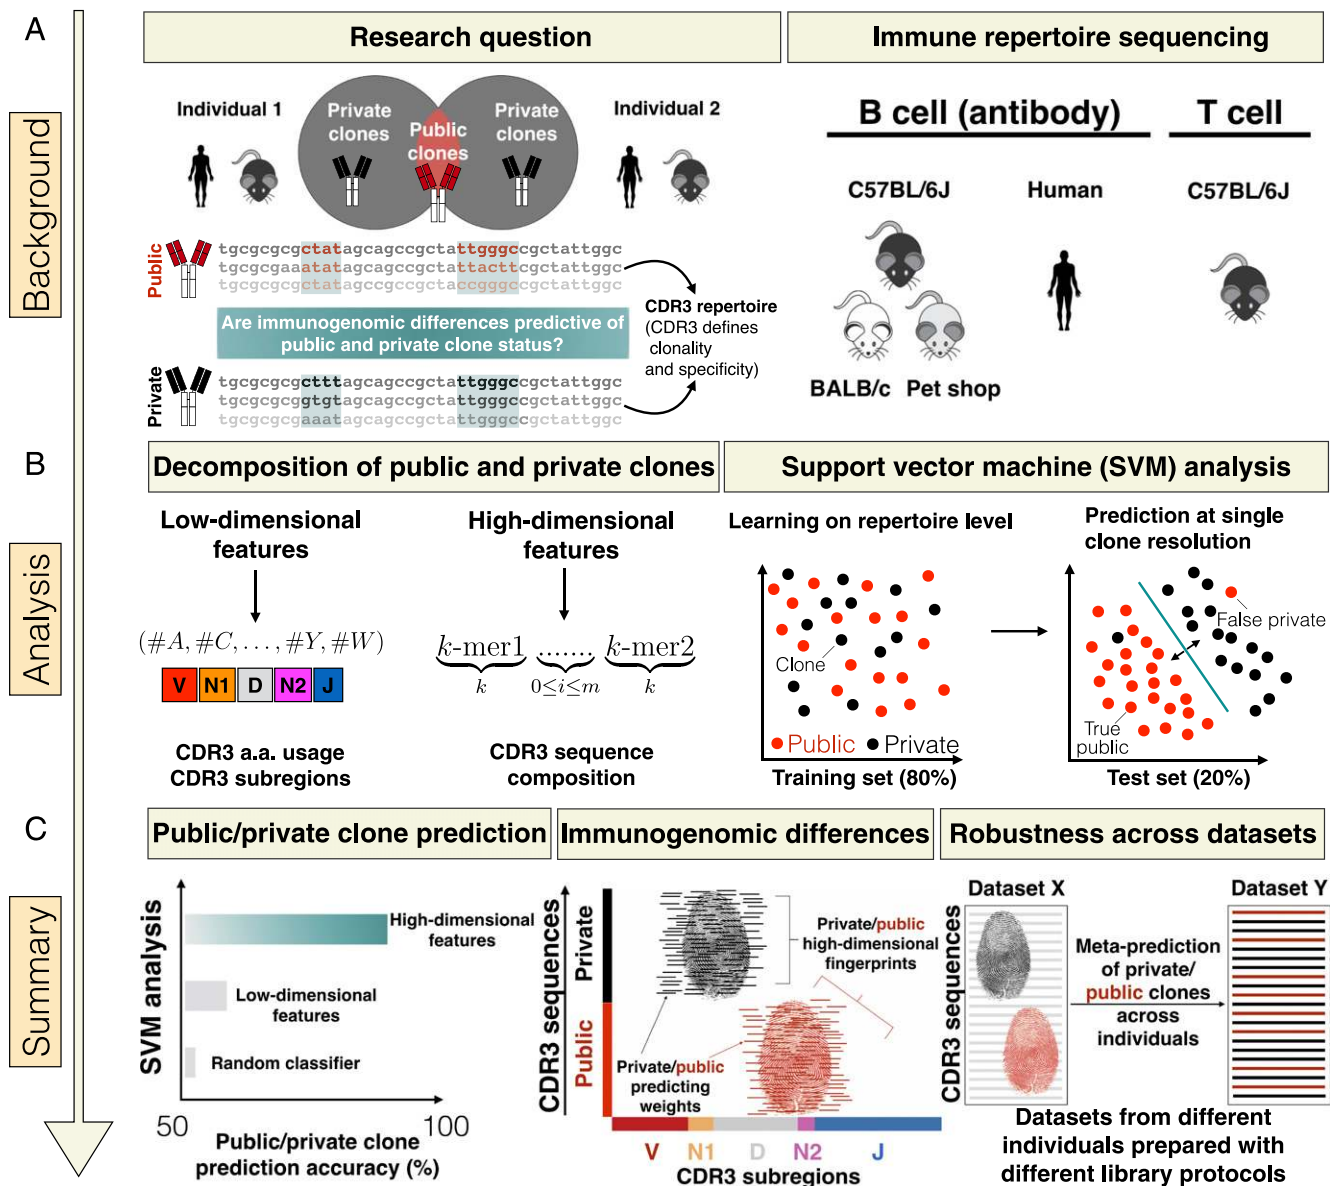 A
Background
Research question
Individual 1
Private
clones
Public
clones
Private
clones
Individual 2
Public
tgcgcgcgctatagcagccgctattgggccgctattggc
tgcgcgaaatatagcagccgctattacttcgctattggc
tgcgcgcgctatagcagccgctaccgggccgctattggc
Are immunogenomic differences predictive of
public and private clone status?
CDR3 repertoire
(CDR3 defines
clonality
and specificity)
Private
tgcgcgcgctttagcagccgctattgggccgctattggc
tgcgcgcggtgtagcagccgctattgggccgctattggc
tgcgcgcgaaatagcagccgctattgggccgctattggc
Immune repertoire sequencing
B cell (antibody)
T cell
C57BL/6J
Human
C57BL/6J
BALB/c
Pet shop
B
Analysis
Decomposition of public and private clones
Low-dimensional
features
(#A, #C, . . . , #Y, #W)
V N1 D N2 J
CDR3 a.a. usage
CDR3 subregions
High-dimensional
features
k-mer1 ....... k-mer2
k 0≤i≤m k
CDR3 sequence
composition
Support vector machine (SVM) analysis
Learning on repertoire level
Clone
Public Private
Training set (80%)
Prediction at single
clone resolution
False private
True
public
Test set (20%)
C
Summary
Public/private clone prediction
SVM analysis
High-dimensional
features
Low-dimensional
features
Random classifier
50
100
Public/private clone
prediction accuracy (%)
Immunogenomic differences
CDR3 sequences
Private
Public
Private/public
high-dimensional
fingerprints
Private/public
predicting
weights
V N1 D N2 J
CDR3 subregions
Robustness across datasets
Dataset X
Dataset Y
CDR3 sequences
Meta-prediction
of private/
public clones
across
individuals
Datasets from different
individuals prepared with
different library protocols